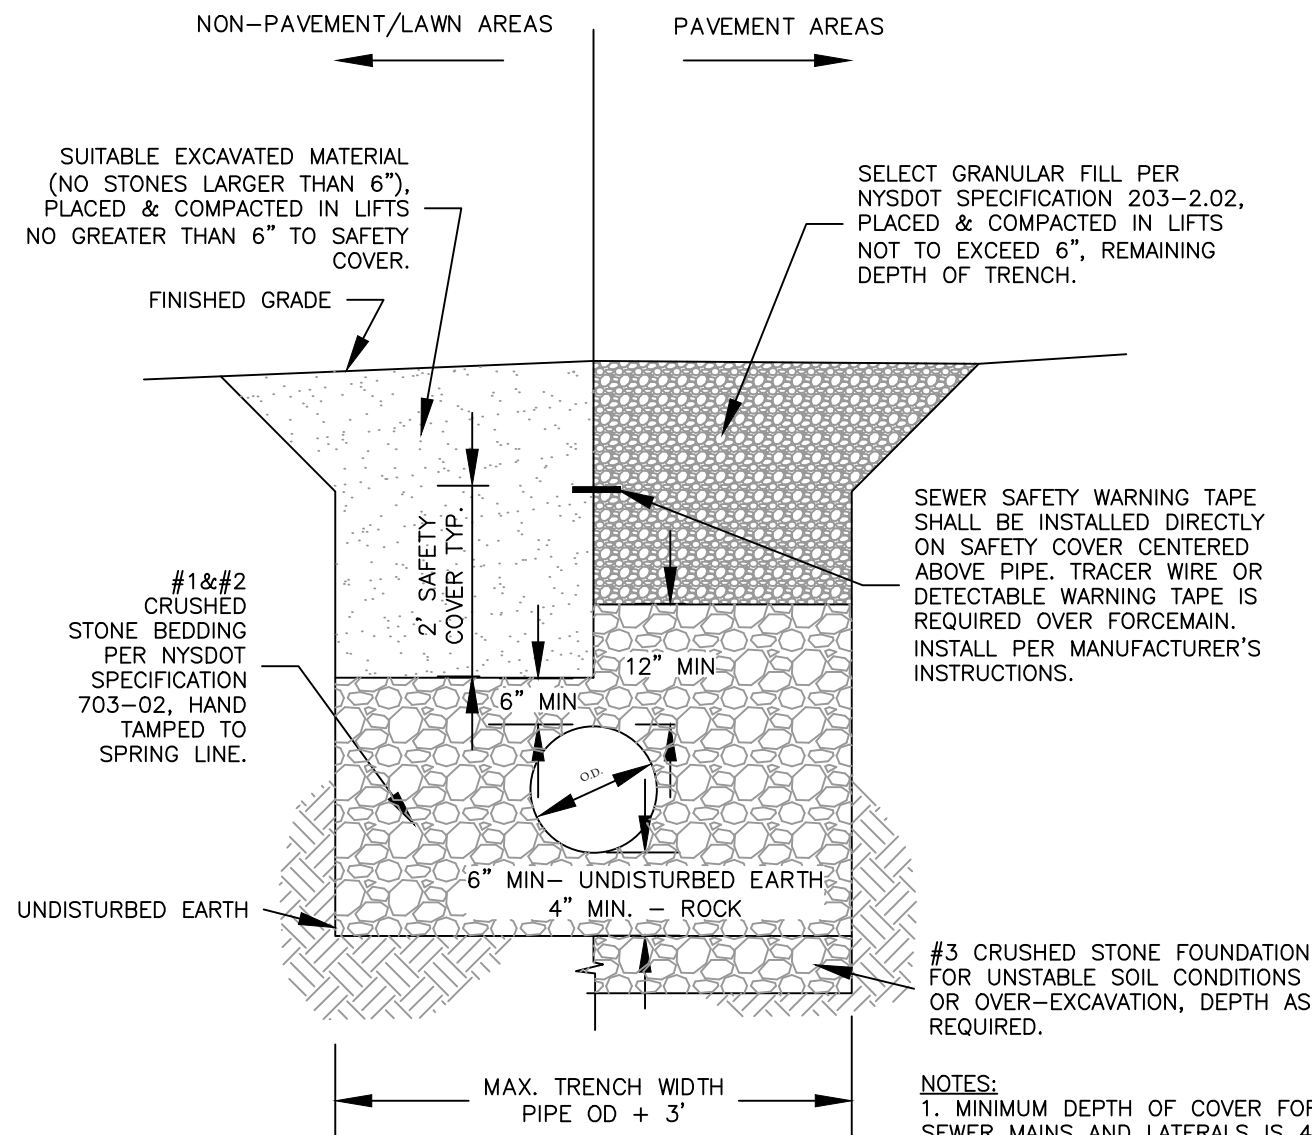 NON-PAVEMENT/LAWN AREAS
PAVEMENT AREAS
SUITABLE EXCAVATED MATERIAL
(NO STONES LARGER THAN 6"),
PLACED & COMPACTED IN LIFTS
NO GREATER THAN 6" TO SAFETY
COVER.
SELECT GRANULAR FILL PER
NYSDOT SPECIFICATION 203-2.02,
PLACED & COMPACTED IN LIFTS
NOT TO EXCEED 6", REMAINING
DEPTH OF TRENCH.
FINISHED GRADE
2' SAFETY
COVER TYP.
SEWER SAFETY WARNING TAPE
SHALL BE INSTALLED DIRECTLY
ON SAFETY COVER CENTERED
ABOVE PIPE. TRACER WIRE OR
DETECTABLE WARNING TAPE IS
REQUIRED OVER FORCEMAIN.
INSTALL PER MANUFACTURER'S
INSTRUCTIONS.
#1&#2
CRUSHED
STONE BEDDING
PER NYSDOT
SPECIFICATION
703-02, HAND
TAMPED TO
SPRING LINE.
12" MIN
6" MIN
O.D.
6" MIN- UNDISTURBED EARTH
4" MIN. - ROCK
UNDISTURBED EARTH
#3 CRUSHED STONE FOUNDATION
FOR UNSTABLE SOIL CONDITIONS
OR OVER-EXCAVATION, DEPTH AS
REQUIRED.
MAX. TRENCH WIDTH
PIPE OD + 3'
NOTES:
1. MINIMUM DEPTH OF COVER FOR
SEWER MAINS AND LATERALS IS 4